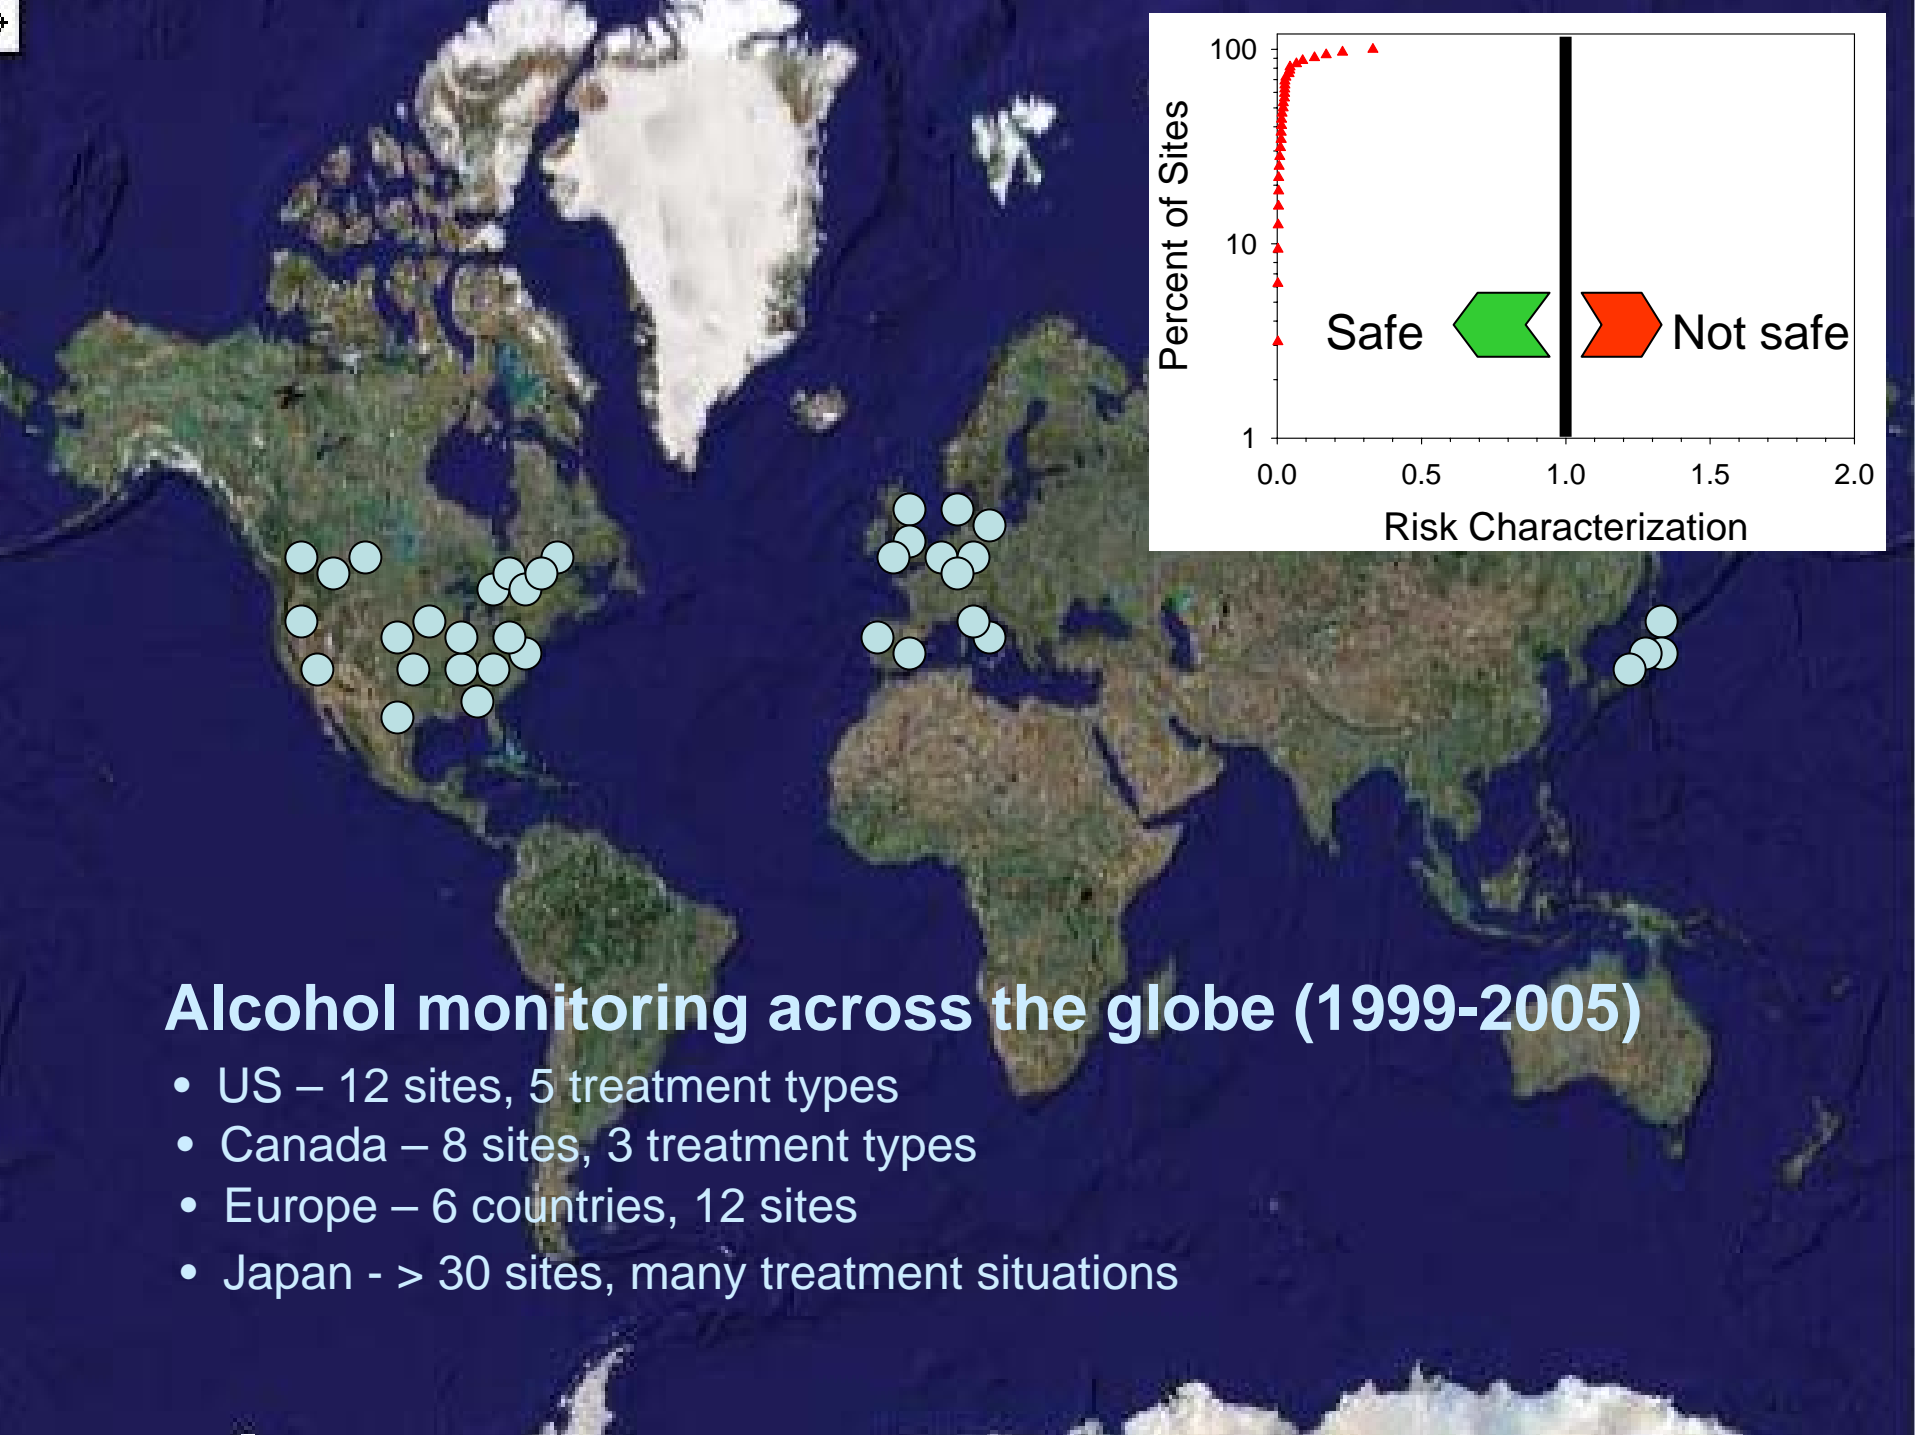 100
10
1
Percent of Sites
Safe
Not safe
0.0 0.5 1.0 1.5 2.0
Risk Characterization
Alcohol monitoring across the globe (1999-2005)
• US – 12 sites, 5 treatment types
• Canada – 8 sites, 3 treatment types
• Europe – 6 countries, 12 sites
• Japan - > 30 sites, many treatment situations